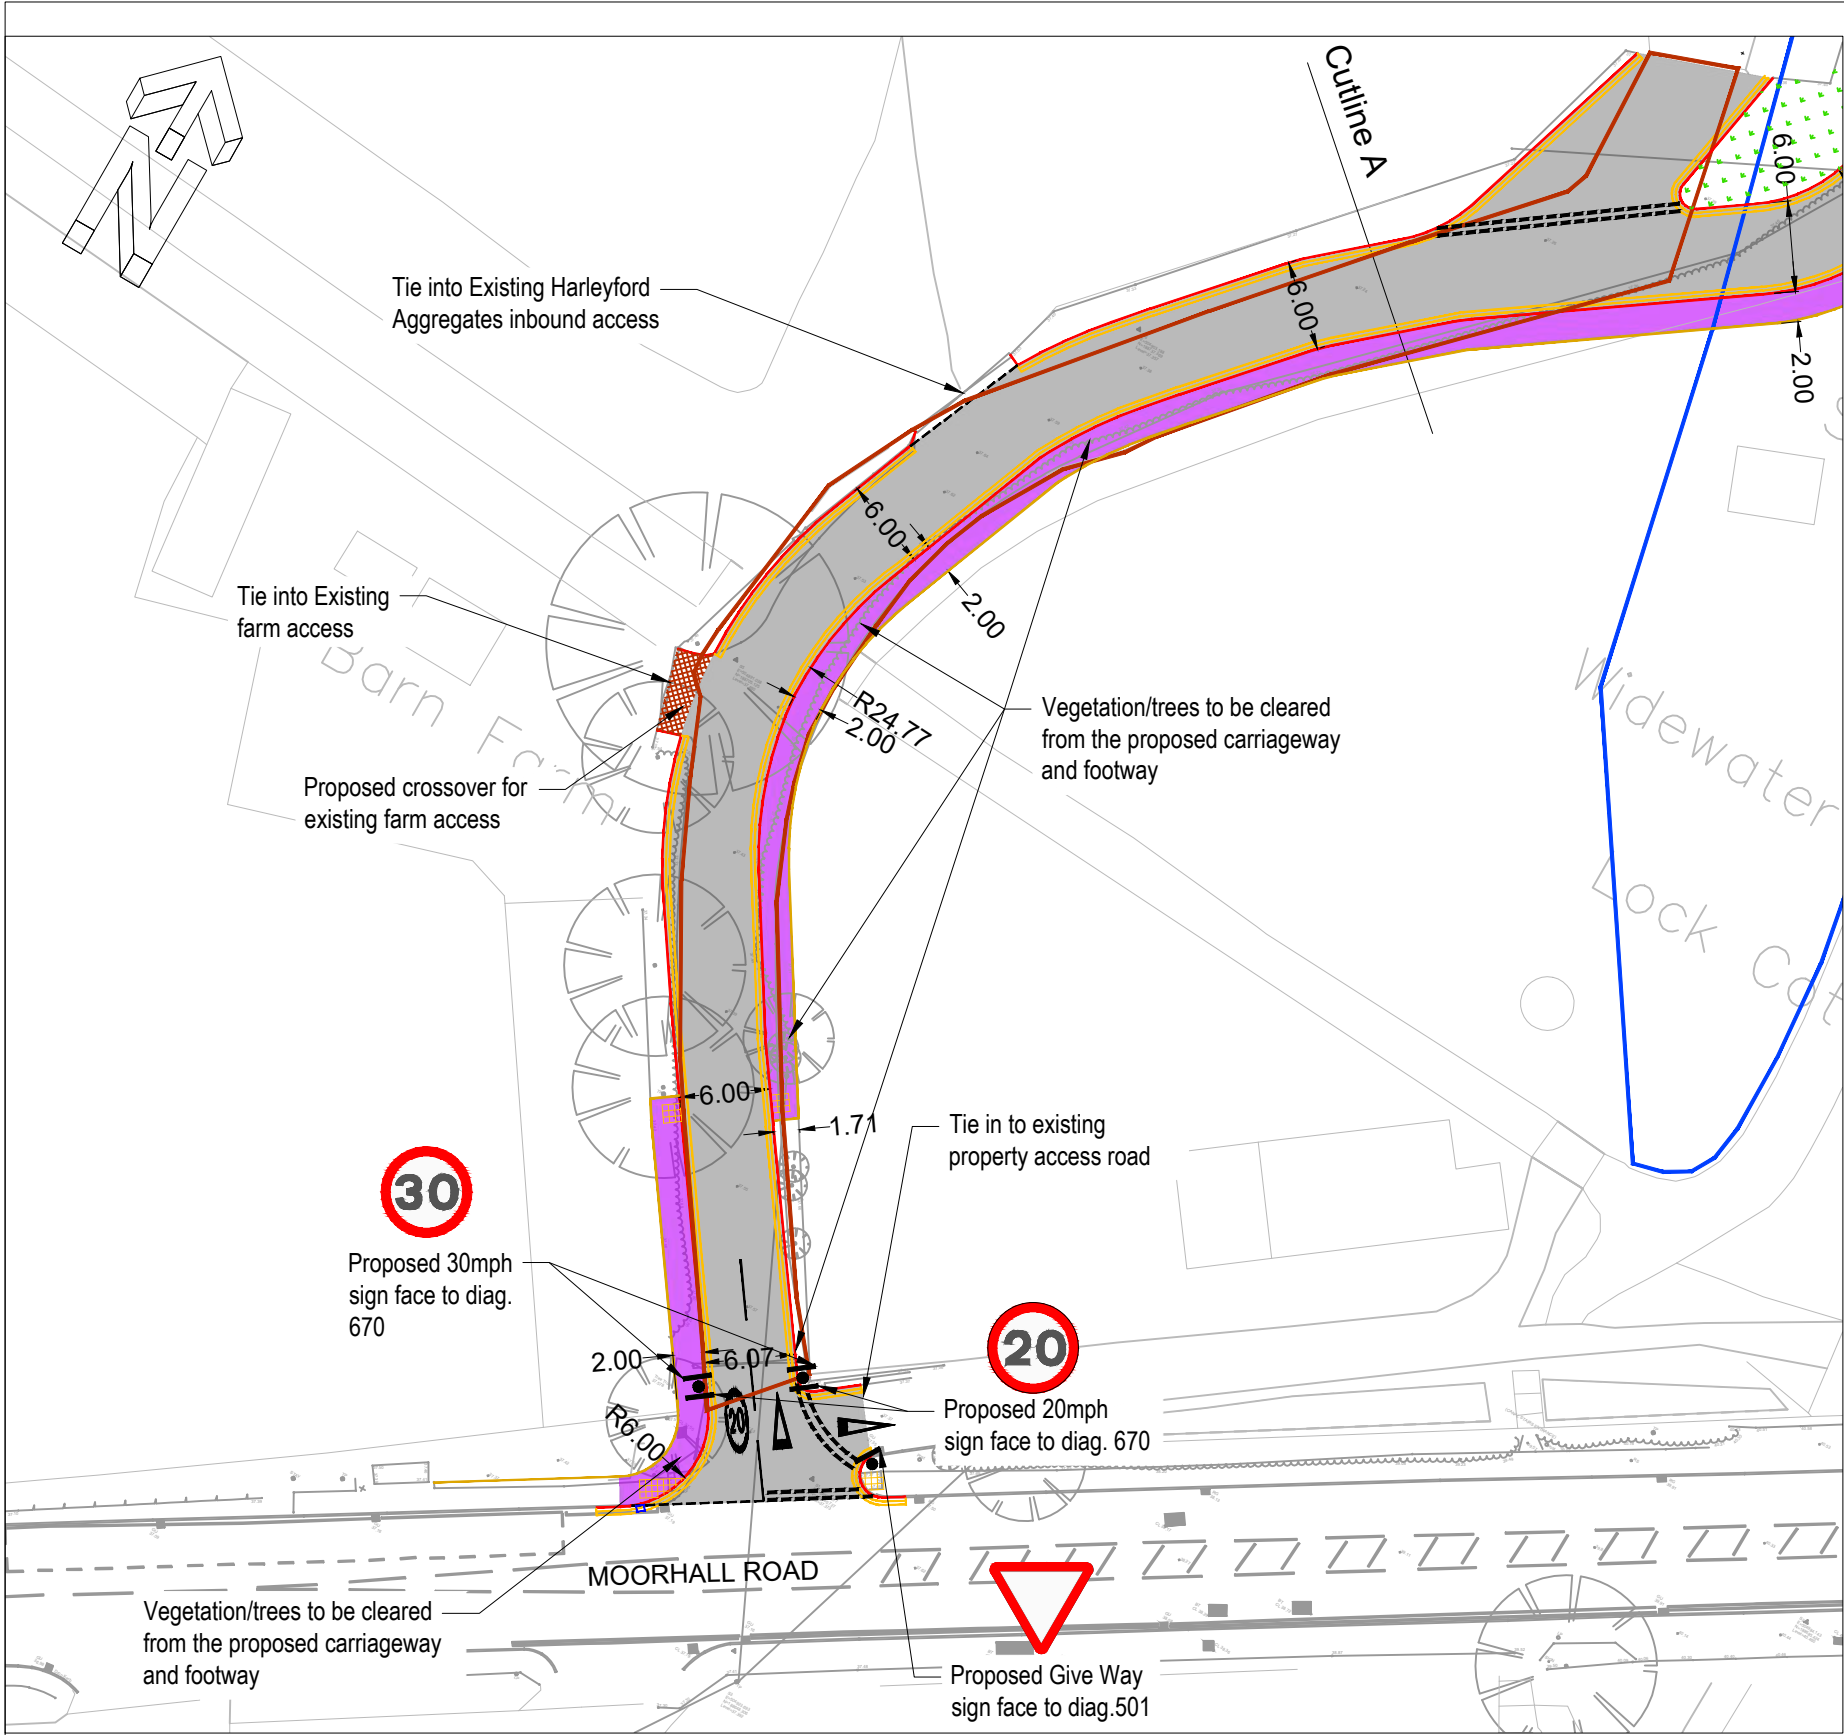 Cutline A
6.00
Tie into Existing Harleyford
Aggregates inbound access
6.00
2.00
6.00
Tie into Existing
farm access
2.00
Barn Farm
R24.77
2.00
Vegetation/trees to be cleared
from the proposed carriageway
and footway
Widewater
Lock Cot
Proposed crossover for
existing farm access
6.00
1.71
Tie in to existing
property access road
30
Proposed 30mph
sign face to diag.
670
20
2.00
6.07
20
R6.00
Proposed 20mph
sign face to diag. 670
MOORHALL ROAD
Vegetation/trees to be cleared
from the proposed carriageway
and footway
Proposed Give Way
sign face to diag.501